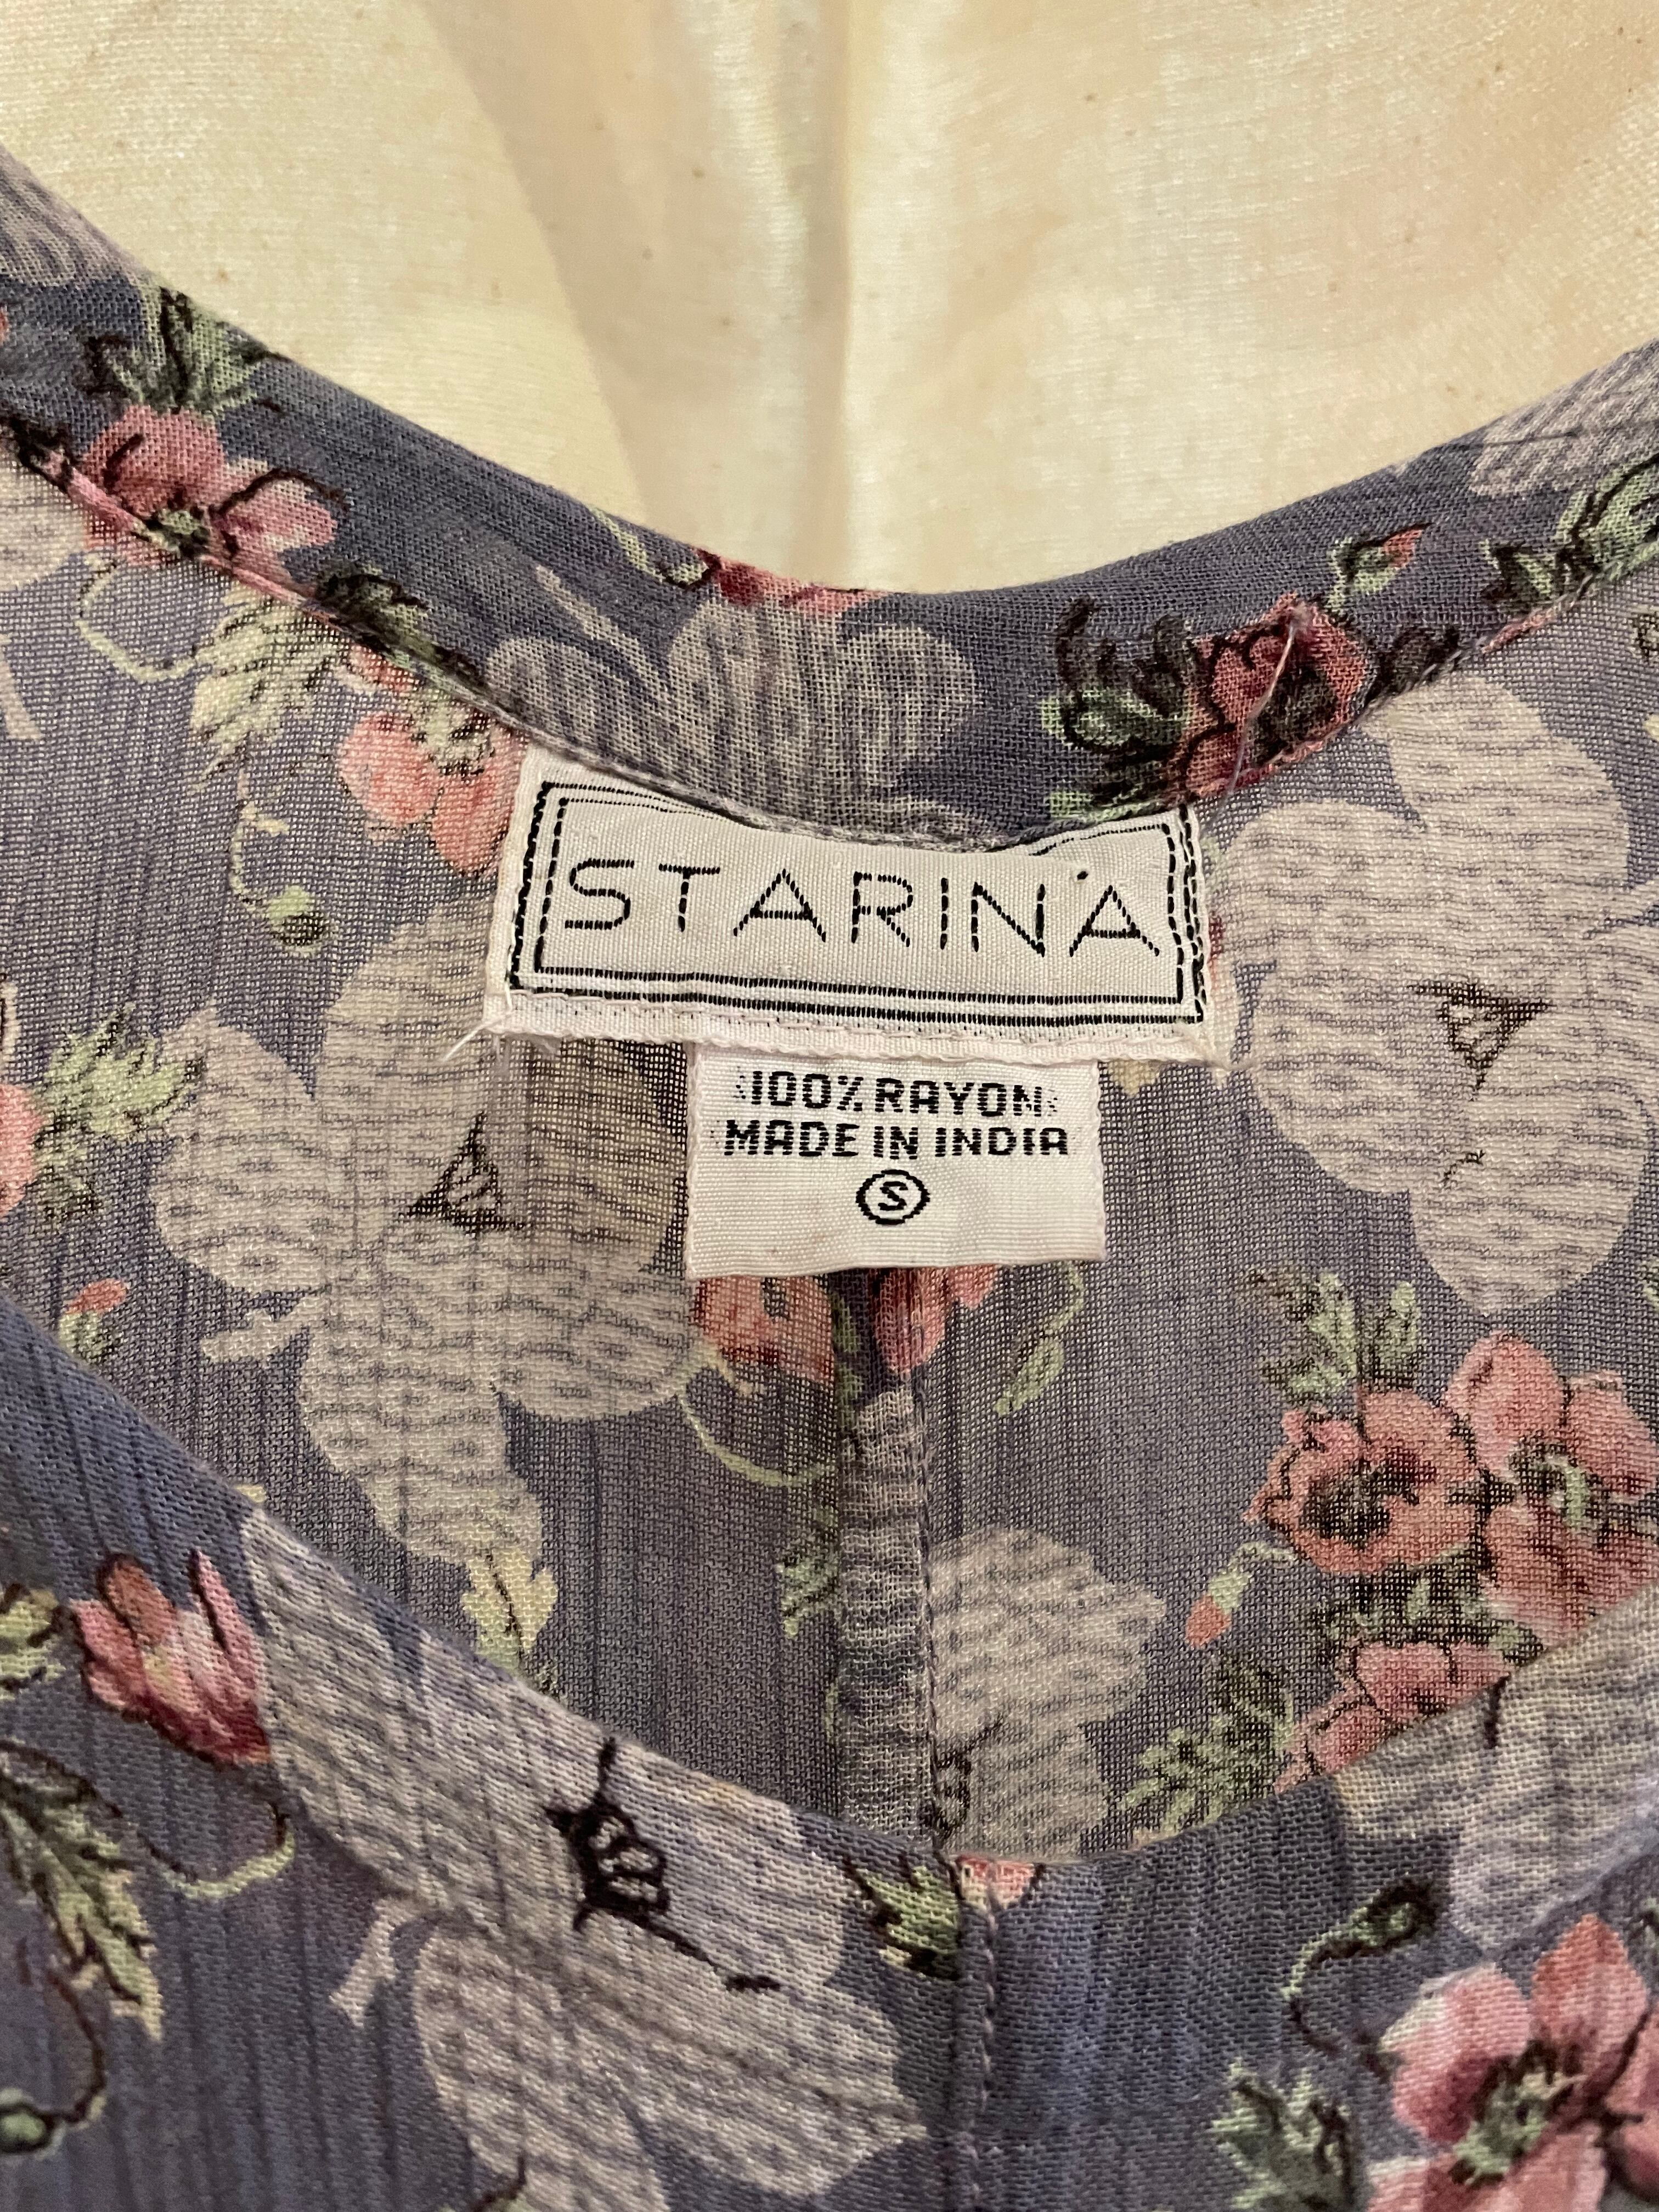 STARINA
100% RAYON
MADE IN INDIA
S